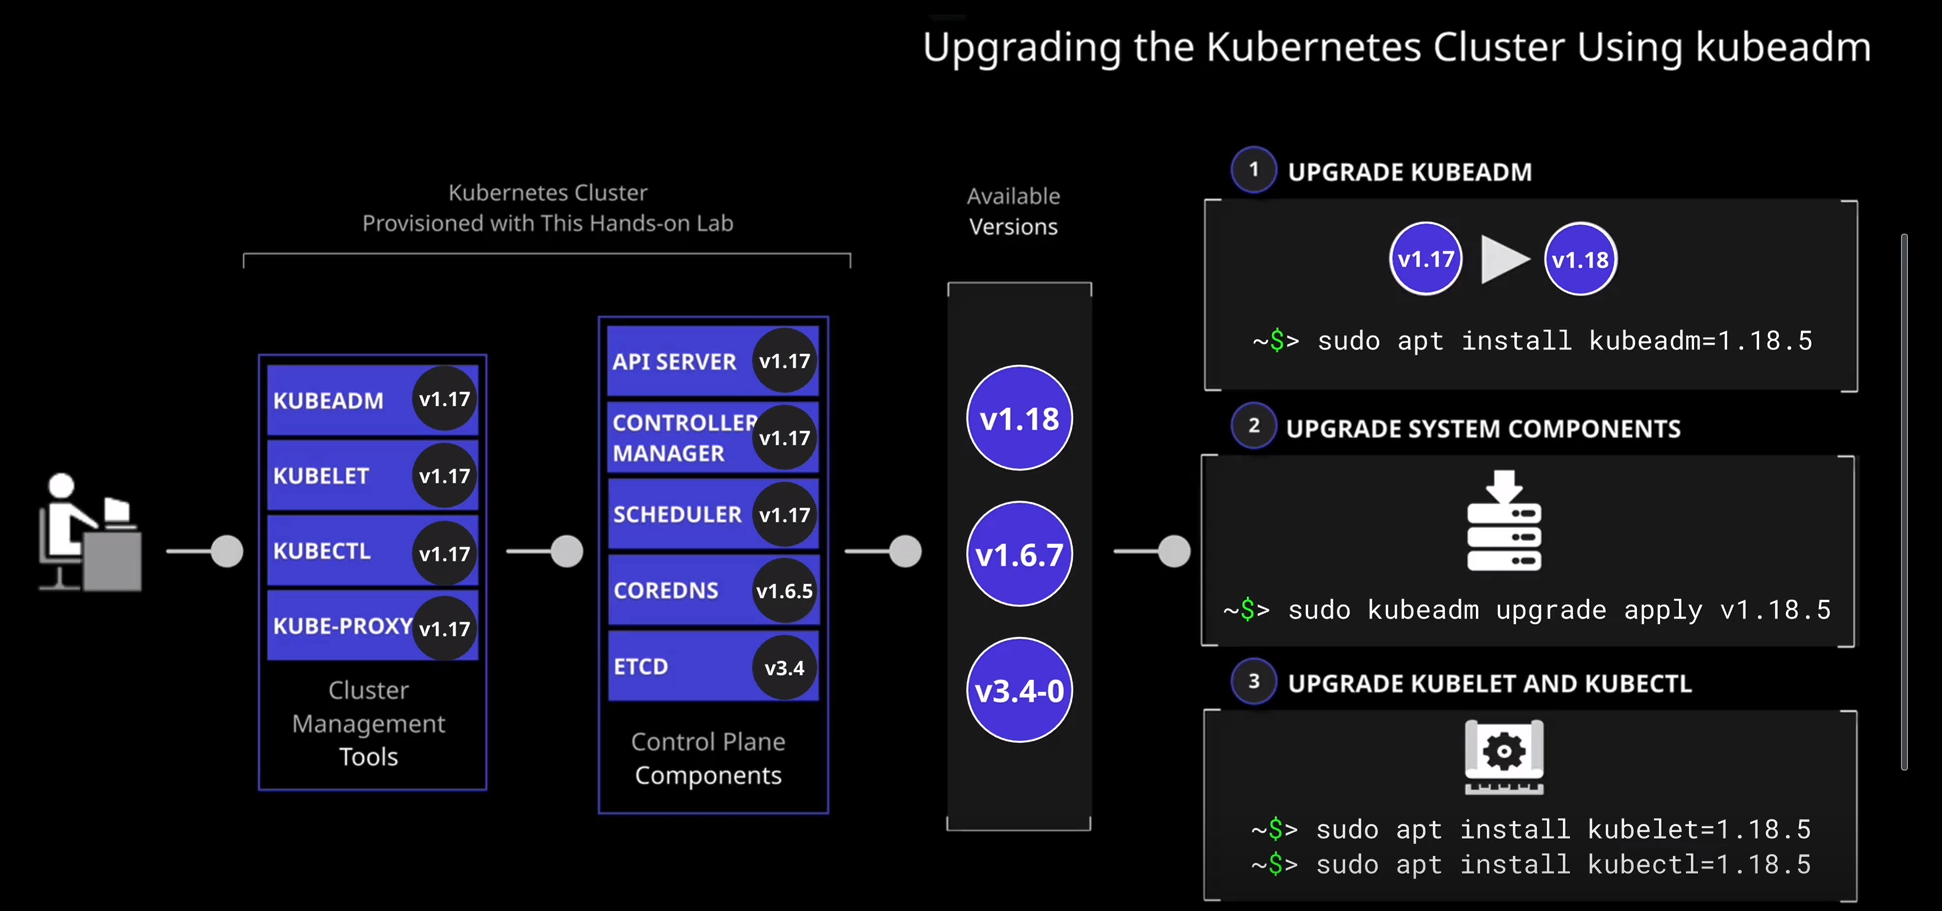 Upgrading the Kubernetes Cluster Using kubeadm
Kubernetes Cluster
Provisioned with This Hands-on Lab
KUBEADM v1.17
KUBELET v1.17
KUBECTL v1.17
KUBE-PROXY v1.17
Cluster
Management
Tools
API SERVER v1.17
CONTROLLER
MANAGER
v1.17
SCHEDULER v1.17
COREDNS v1.6.5
ETCD v3.4
Control Plane
Components
Available
Versions
v1.18
v1.6.7
v3.4-0
1 UPGRADE KUBEADM
v1.17 v1.18
~$> sudo apt install kubeadm=1.18.5
2 UPGRADE SYSTEM COMPONENTS
~$> sudo kubeadm upgrade apply v1.18.5
3 UPGRADE KUBELET AND KUBECTL
~$> sudo apt install kubelet=1.18.5
~$> sudo apt install kubectl=1.18.5